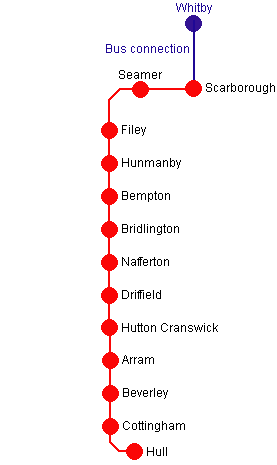 Whitby
Bus connection
Seamer
Scarborough
Filey
Hunmanby
Bempton
Bridlington
Nafferton
Driffield
Hutton Cranswick
Arram
Beverley
Cottingham
Hull